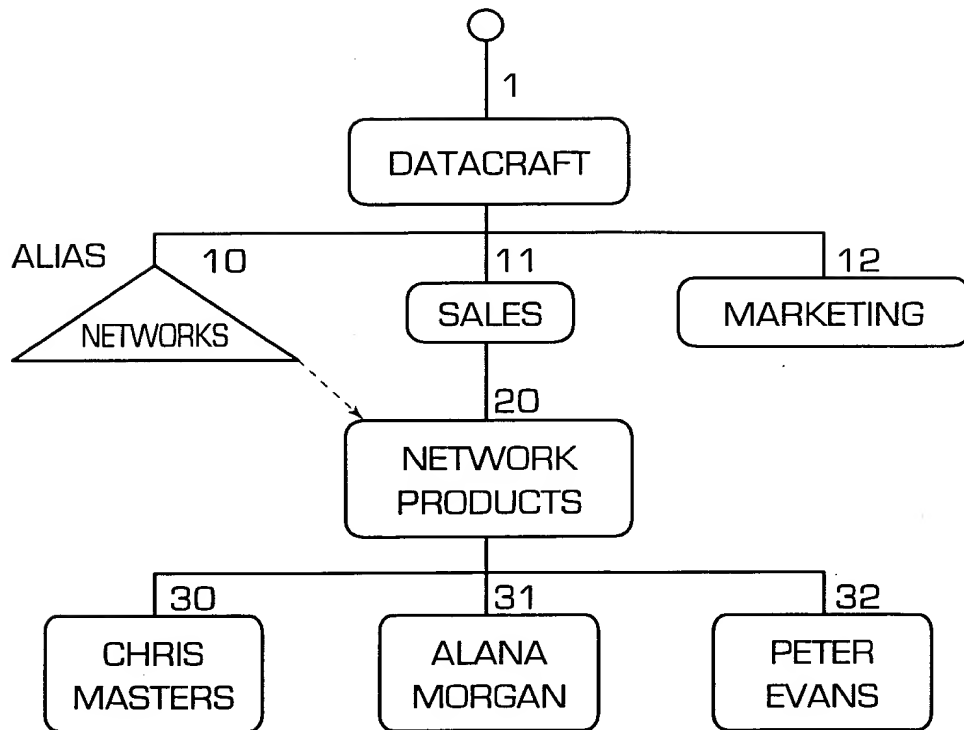 1
DATACRAFT
ALIAS
10
11
12
NETWORKS
SALES
MARKETING
20
NETWORK
PRODUCTS
30
31
32
CHRIS
MASTERS
ALANA
MORGAN
PETER
EVANS